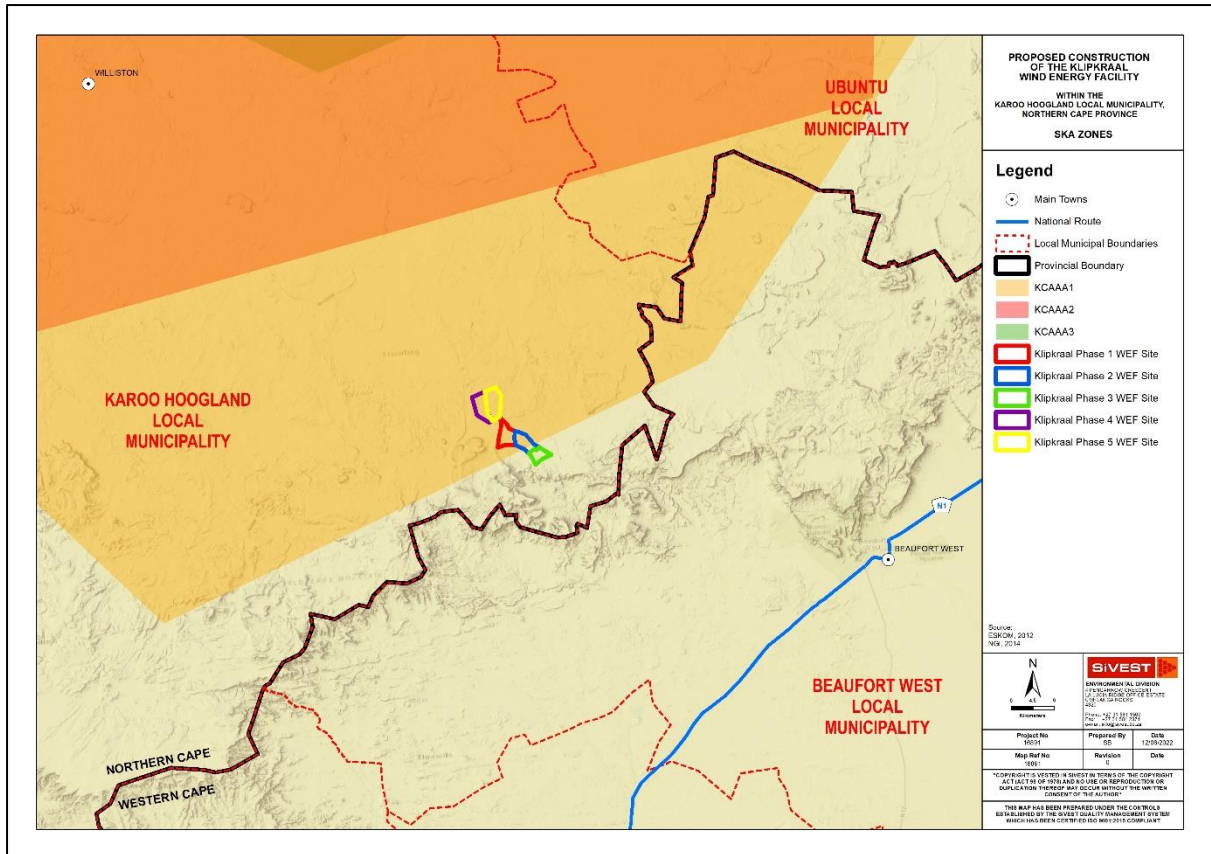 WILLISTON
UBUNTU
LOCAL
MUNICIPALITY
KAROO HOOGLAND
LOCAL
MUNICIPALITY
N1
BEAUFORT WEST
BEAUFORT WEST
LOCAL
MUNICIPALITY
NORTHERN CAPE
WESTERN CAPE
PROPOSED CONSTRUCTION
OF THE KLIPKRAAL
WIND ENERGY FACILITY
WITHIN THE
KAROO HOOGLAND LOCAL MUNICIPALITY,
NORTHERN CAPE PROVINCE
SKA ZONES
Legend
Main Towns
National Route
Local Municipal Boundaries
Provincial Boundary
KCAAA1
KCAAA2
KCAAA3
Klipkraal Phase 1 WEF Site
Klipkraal Phase 2 WEF Site
Klipkraal Phase 3 WEF Site
Klipkraal Phase 4 WEF Site
Klipkraal Phase 5 WEF Site
Source:
ESKOM, 2012
NGI, 2014
N
Kilometers
SiVEST
ENVIRONMENTAL DIVISION
LA LUCIA RIDGE OFFICE ESTATE
Project No
Prepared By
Date
SB
Map Ref No
Revision
Date
0
"COPYRIGHT IS VESTED IN SIVEST IN TERMS OF THE COPYRIGHT
ACT (ACT 98 OF 1978) AND NO USE OR REPRODUCTION OR
DUPLICATION THEREOF MAY OCCUR WITHOUT THE WRITTEN
CONSENT OF THE AUTHOR"
THIS MAP HAS BEEN PREPARED UNDER THE CONTROLS
ESTABLISHED BY THE SiVEST QUALITY MANAGEMENT SYSTEM
WHICH HAS BEEN CERTIFIED ISO 9001:2015 COMPLIANT